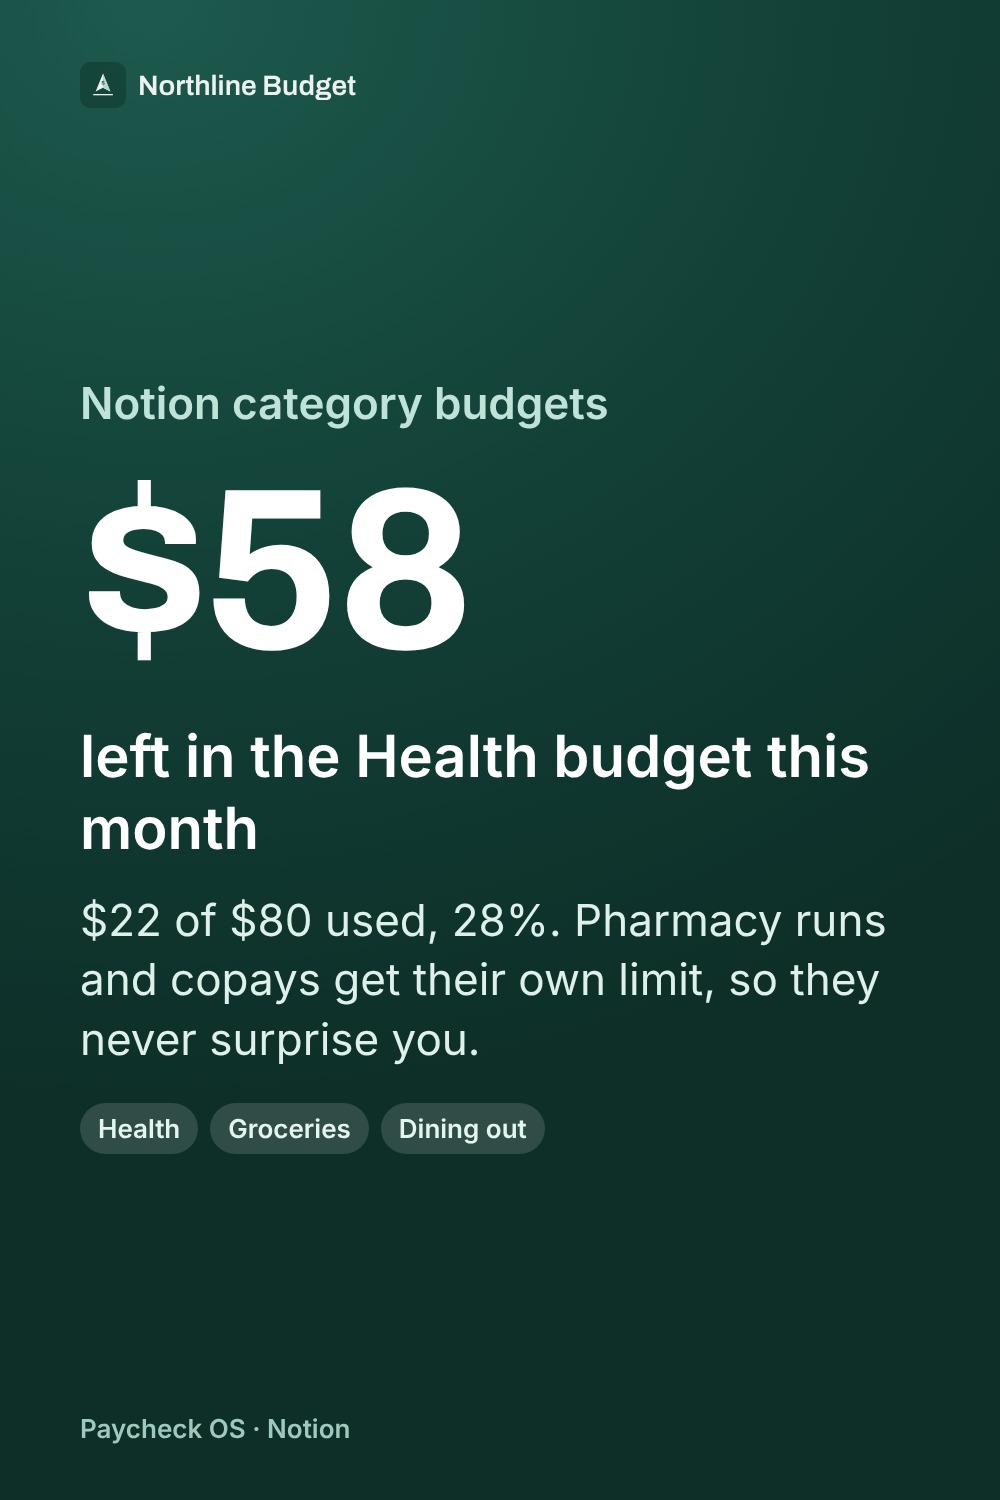 Northline Budget
Notion category budgets
$58
left in the Health budget this
month
$22 of $80 used, 28%. Pharmacy runs
and copays get their own limit, so they
never surprise you.
Health Groceries Dining out
Paycheck OS · Notion